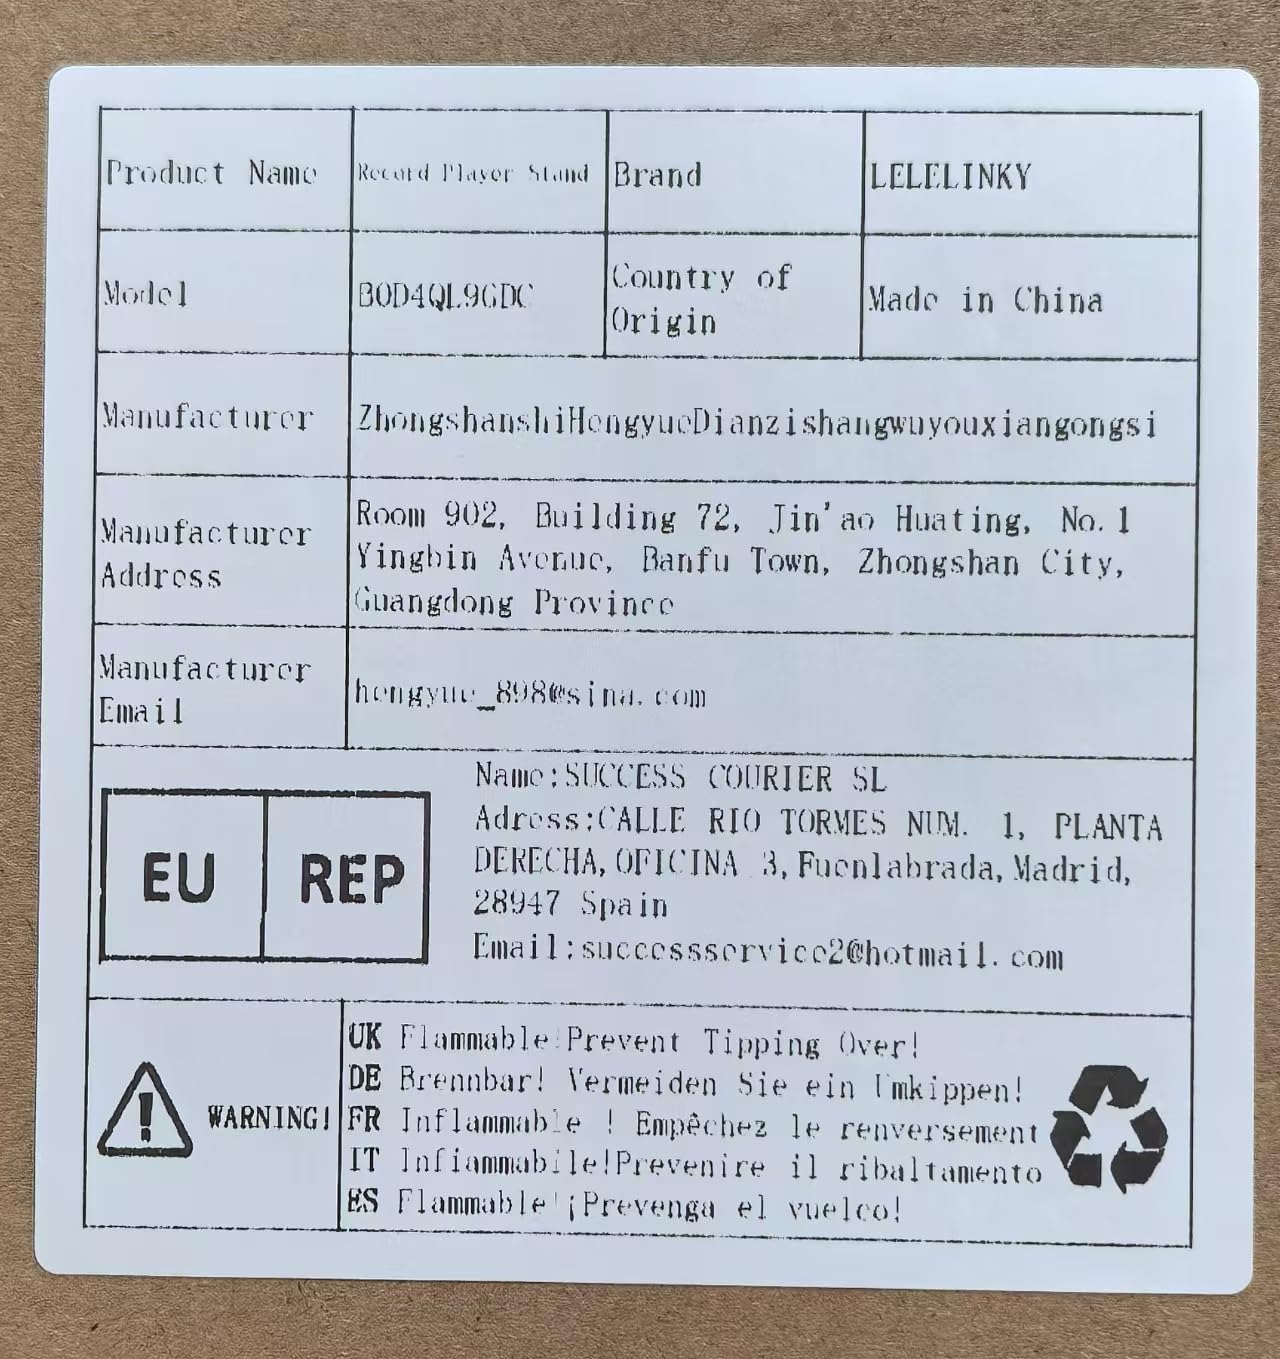 Product Name Record Player Stand Brand LELELINKY
Model B0D4QL9GDC Country of Origin Made in China
Manufacturer ZhongshanshiHongyueDianzishangwuyouxiangongsi
Manufacturer Address
Room 902, Building 72, Jin'ao Huating, No.1
Yingbin Avenue, Banfu Town, Zhongshan City,
Guangdong Province
Manufacturer Email
hongyue_898@sina.com
EU REP
Name:SUCCESS COURIER SL
Adress:CALLE RIO TORMES NUM. 1, PLANTA
DERECHA,OFICINA 3,Fuenlabrada,Madrid,
28947 Spain
Email:successservice2@hotmail.com
WARNING!
UK Flammable!Prevent Tipping Over!
DE Brennbar! Vermeiden Sie ein Umkippen!
FR Inflammable ! Empêchez le renversement
IT Infiammabile!Prevenire il ribaltamento
ES Flammable!¡Prevenga el vuelco!